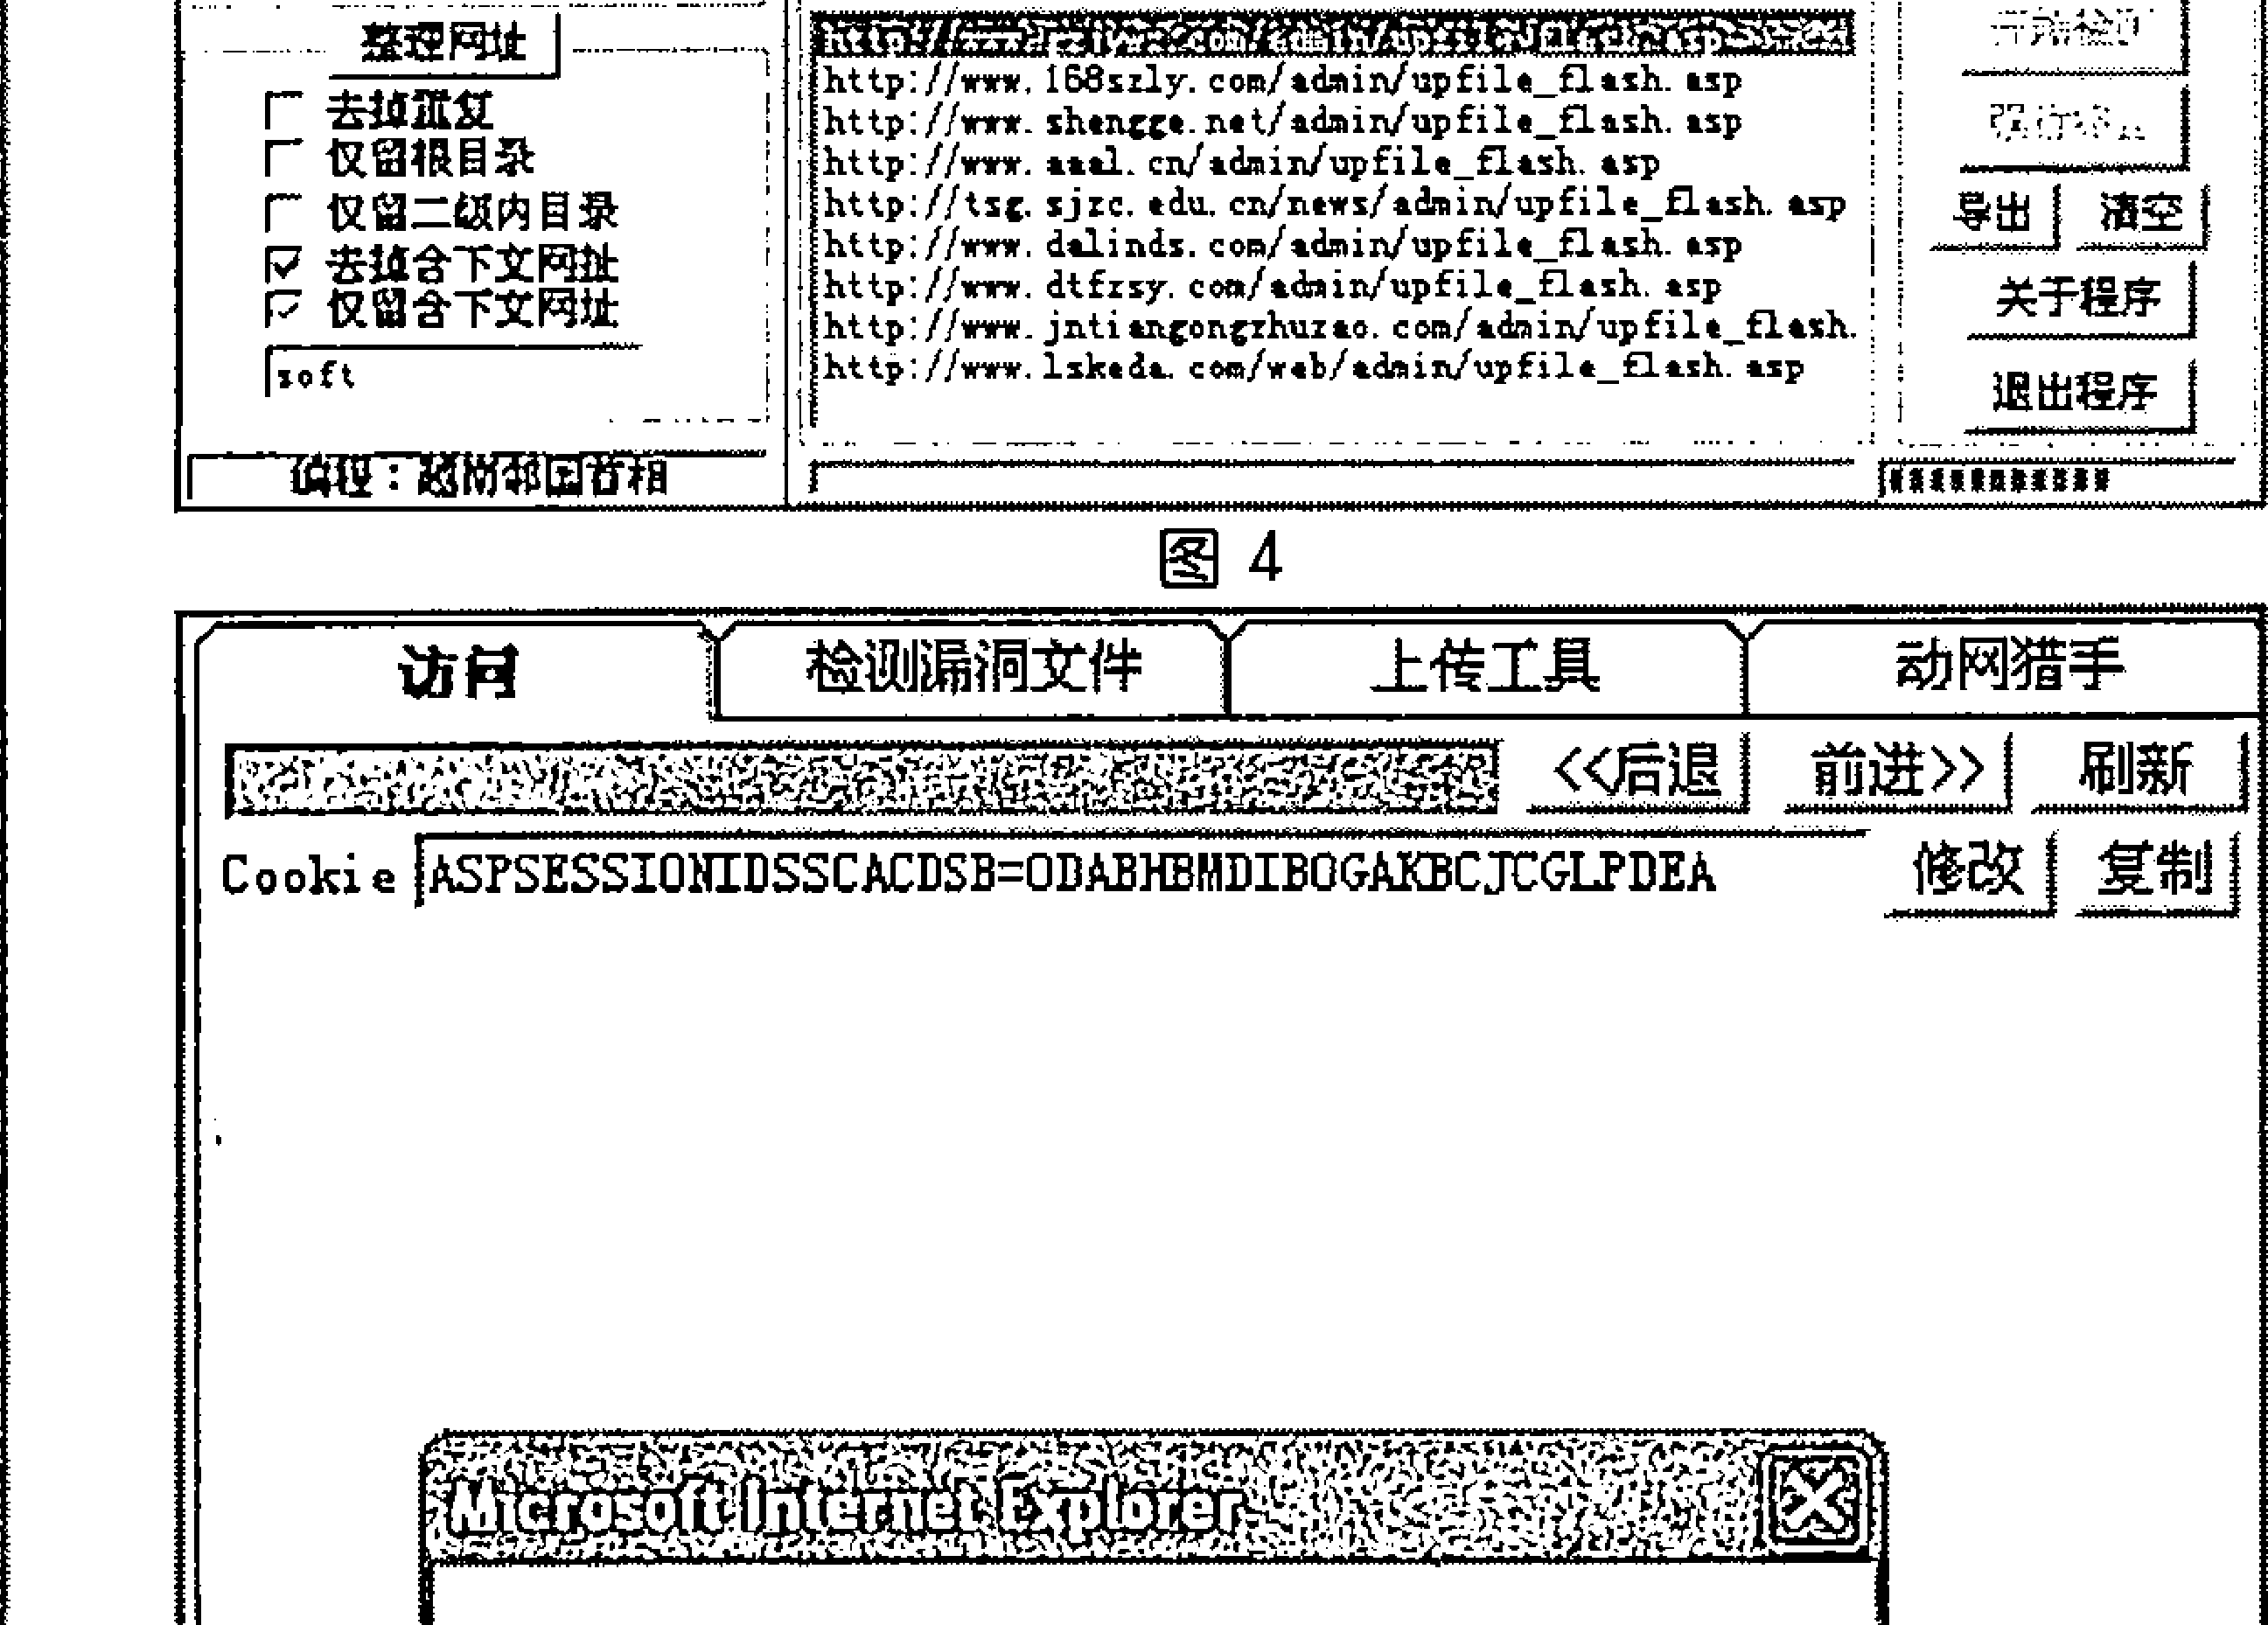 整理网址
去掉重复
仅留根目录
仅留二级内目录
去掉含下文网址
仅留含下文网址
soft
http://www.168szly.com/admin/upfile_flash.asp
http://www.shengge.net/admin/upfile_flash.asp
http://www.aaal.cn/admin/upfile_flash.asp
http://tsg.sjzc.edu.cn/news/admin/upfile_flash.asp
http://www.dalinds.com/admin/upfile_flash.asp
http://www.dtfzsy.com/admin/upfile_flash.asp
http://www.jntiangongzhuzao.com/admin/upfile_flash.
http://www.lskeda.com/web/admin/upfile_flash.asp
导出 清空
关于程序
退出程序
图 4
访问 检测漏洞文件 上传工具 动网猎手
<<后退 前进>> 刷新
Cookie ASPSESSIONIDSSCACDSB=ODABHBMDIBOGAKBCJCGLPDEA 修改 复制
Microsoft Internet Explorer